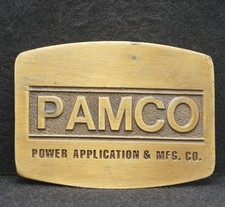 PAMCO
POWER APPLICATION & MFG. CO.